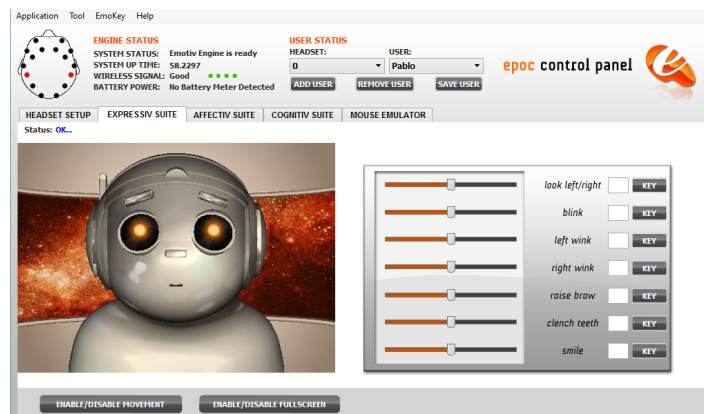 Application Tool EmoKey Help
ENGINE STATUS
SYSTEM STATUS: Emotiv Engine is ready
SYSTEM UP TIME: 58.2297
WIRELESS SIGNAL: Good
BATTERY POWER: No Battery Meter Detected
USER STATUS
HEADSET: USER:
0 Pablo
ADD USER REMOVE USER SAVE USER
epoc control panel
HEADSET SETUP EXPRESSIV SUITE AFFECTIV SUITE COGNITIV SUITE MOUSE EMULATOR
Status: OK...
look left/right KEY
blink KEY
left wink KEY
right wink KEY
raise brow KEY
clench teeth KEY
smile KEY
ENABLE/DISABLE MOVEMENT ENABLE/DISABLE FULLSCREEN